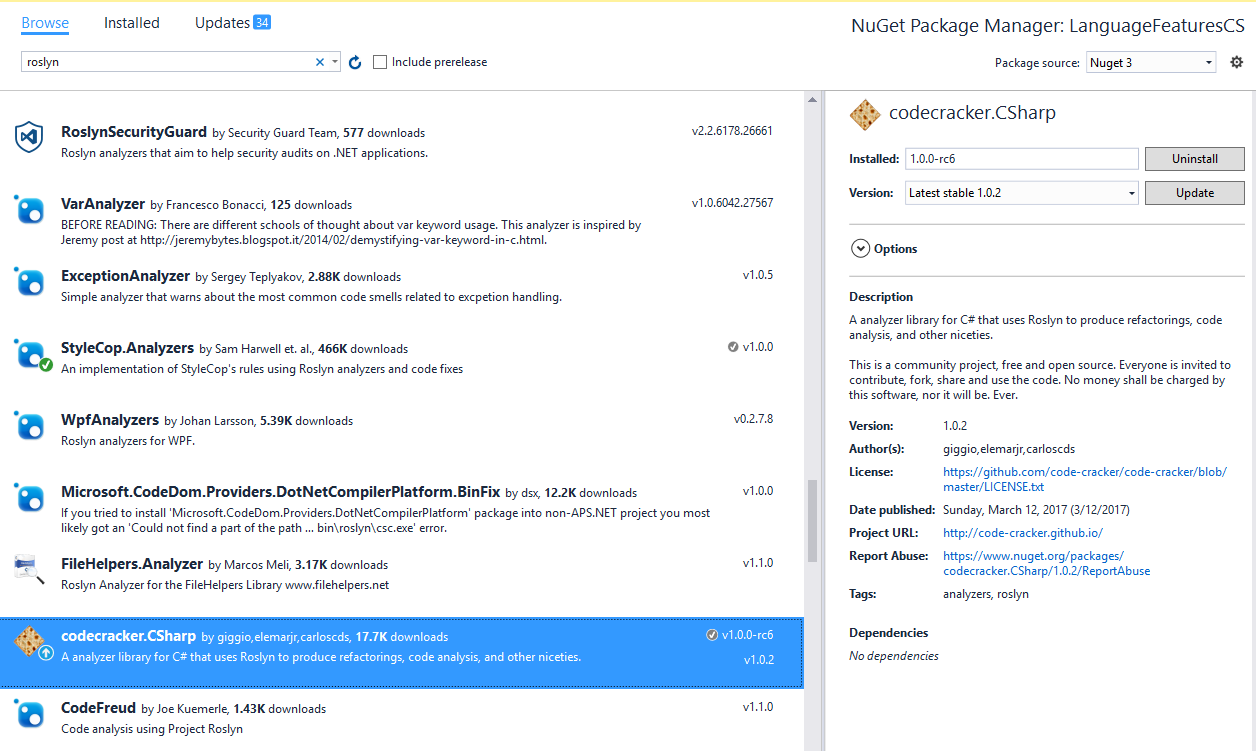 Browse Installed Updates 34
NuGet Package Manager: LanguageFeaturesCS
roslyn
Include prerelease
Package source: Nuget 3
RoslynSecurityGuard by Security Guard Team, 577 downloads v2.2.6178.26661
Roslyn analyzers that aim to help security audits on .NET applications.
VarAnalyzer by Francesco Bonacci, 125 downloads v1.0.6042.27567
BEFORE READING: There are different schools of thought about var keyword usage. This analyzer is inspired by
Jeremy post at http://jeremybytes.blogspot.it/2014/02/demystifying-var-keyword-in-c.html.
ExceptionAnalyzer by Sergey Teplyakov, 2.88K downloads v1.0.5
Simple analyzer that warns about the most common code smells related to excpetion handling.
StyleCop.Analyzers by Sam Harwell et. al., 466K downloads v1.0.0
An implementation of StyleCop's rules using Roslyn analyzers and code fixes
WpfAnalyzers by Johan Larsson, 5.39K downloads v0.2.7.8
Roslyn analyzers for WPF.
Microsoft.CodeDom.Providers.DotNetCompilerPlatform.BinFix by dsx, 12.2K downloads v1.0.0
If you tried to install 'Microsoft.CodeDom.Providers.DotNetCompilerPlatform' package into non-APS.NET project you most
likely got an 'Could not find a part of the path ... bin\roslyn\csc.exe' error.
FileHelpers.Analyzer by Marcos Meli, 3.17K downloads v1.1.0
Roslyn Analyzer for the FileHelpers Library www.filehelpers.net
codecracker.CSharp by giggio,elemarjr,carloscds, 17.7K downloads v1.0.0-rc6
A analyzer library for C# that uses Roslyn to produce refactorings, code analysis, and other niceties. v1.0.2
CodeFreud by Joe Kuemerle, 1.43K downloads v1.1.0
Code analysis using Project Roslyn
codecracker.CSharp
Installed: 1.0.0-rc6 Uninstall
Version: Latest stable 1.0.2 Update
Options
Description
A analyzer library for C# that uses Roslyn to produce refactorings, code
analysis, and other niceties.
This is a community project, free and open source. Everyone is invited to
contribute, fork, share and use the code. No money shall be charged by
this software, nor it will be. Ever.
Version: 1.0.2
Author(s): giggio,elemarjr,carloscds
License: https://github.com/code-cracker/code-cracker/blob/
master/LICENSE.txt
Date published: Sunday, March 12, 2017 (3/12/2017)
Project URL: http://code-cracker.github.io/
Report Abuse: https://www.nuget.org/packages/
codecracker.CSharp/1.0.2/ReportAbuse
Tags: analyzers, roslyn
Dependencies
No dependencies